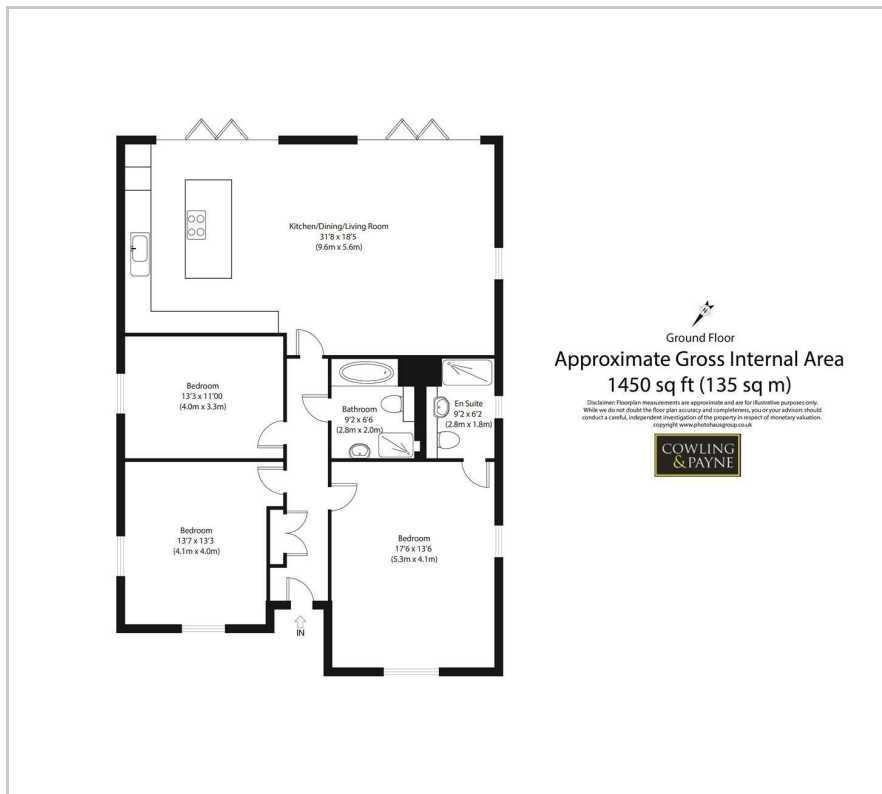 Kitchen/Dining/Living Room
31'8 x 18'5
(9.6m x 5.6m)
Bedroom
13'3 x 11'00
(4.0m x 3.3m)
Bathroom
9'2 x 6'6
(2.8m x 2.0m)
En Suite
9'2 x 6'2
(2.8m x 1.8m)
Bedroom
13'7 x 13'3
(4.1m x 4.0m)
Bedroom
17'6 x 13'6
(5.3m x 4.1m)
IN
N
Ground Floor
Approximate Gross Internal Area
1450 sq ft (135 sq m)
Disclaimer: Floorplan measurements are approximate and are for illustrative purposes only.
While we do not doubt the floor plan accuracy and completeness, you or your advisors should
conduct a careful, independent investigation of the property in respect of monetary valuation.
copyright www.photohausgroup.co.uk
COWLING
& PAYNE